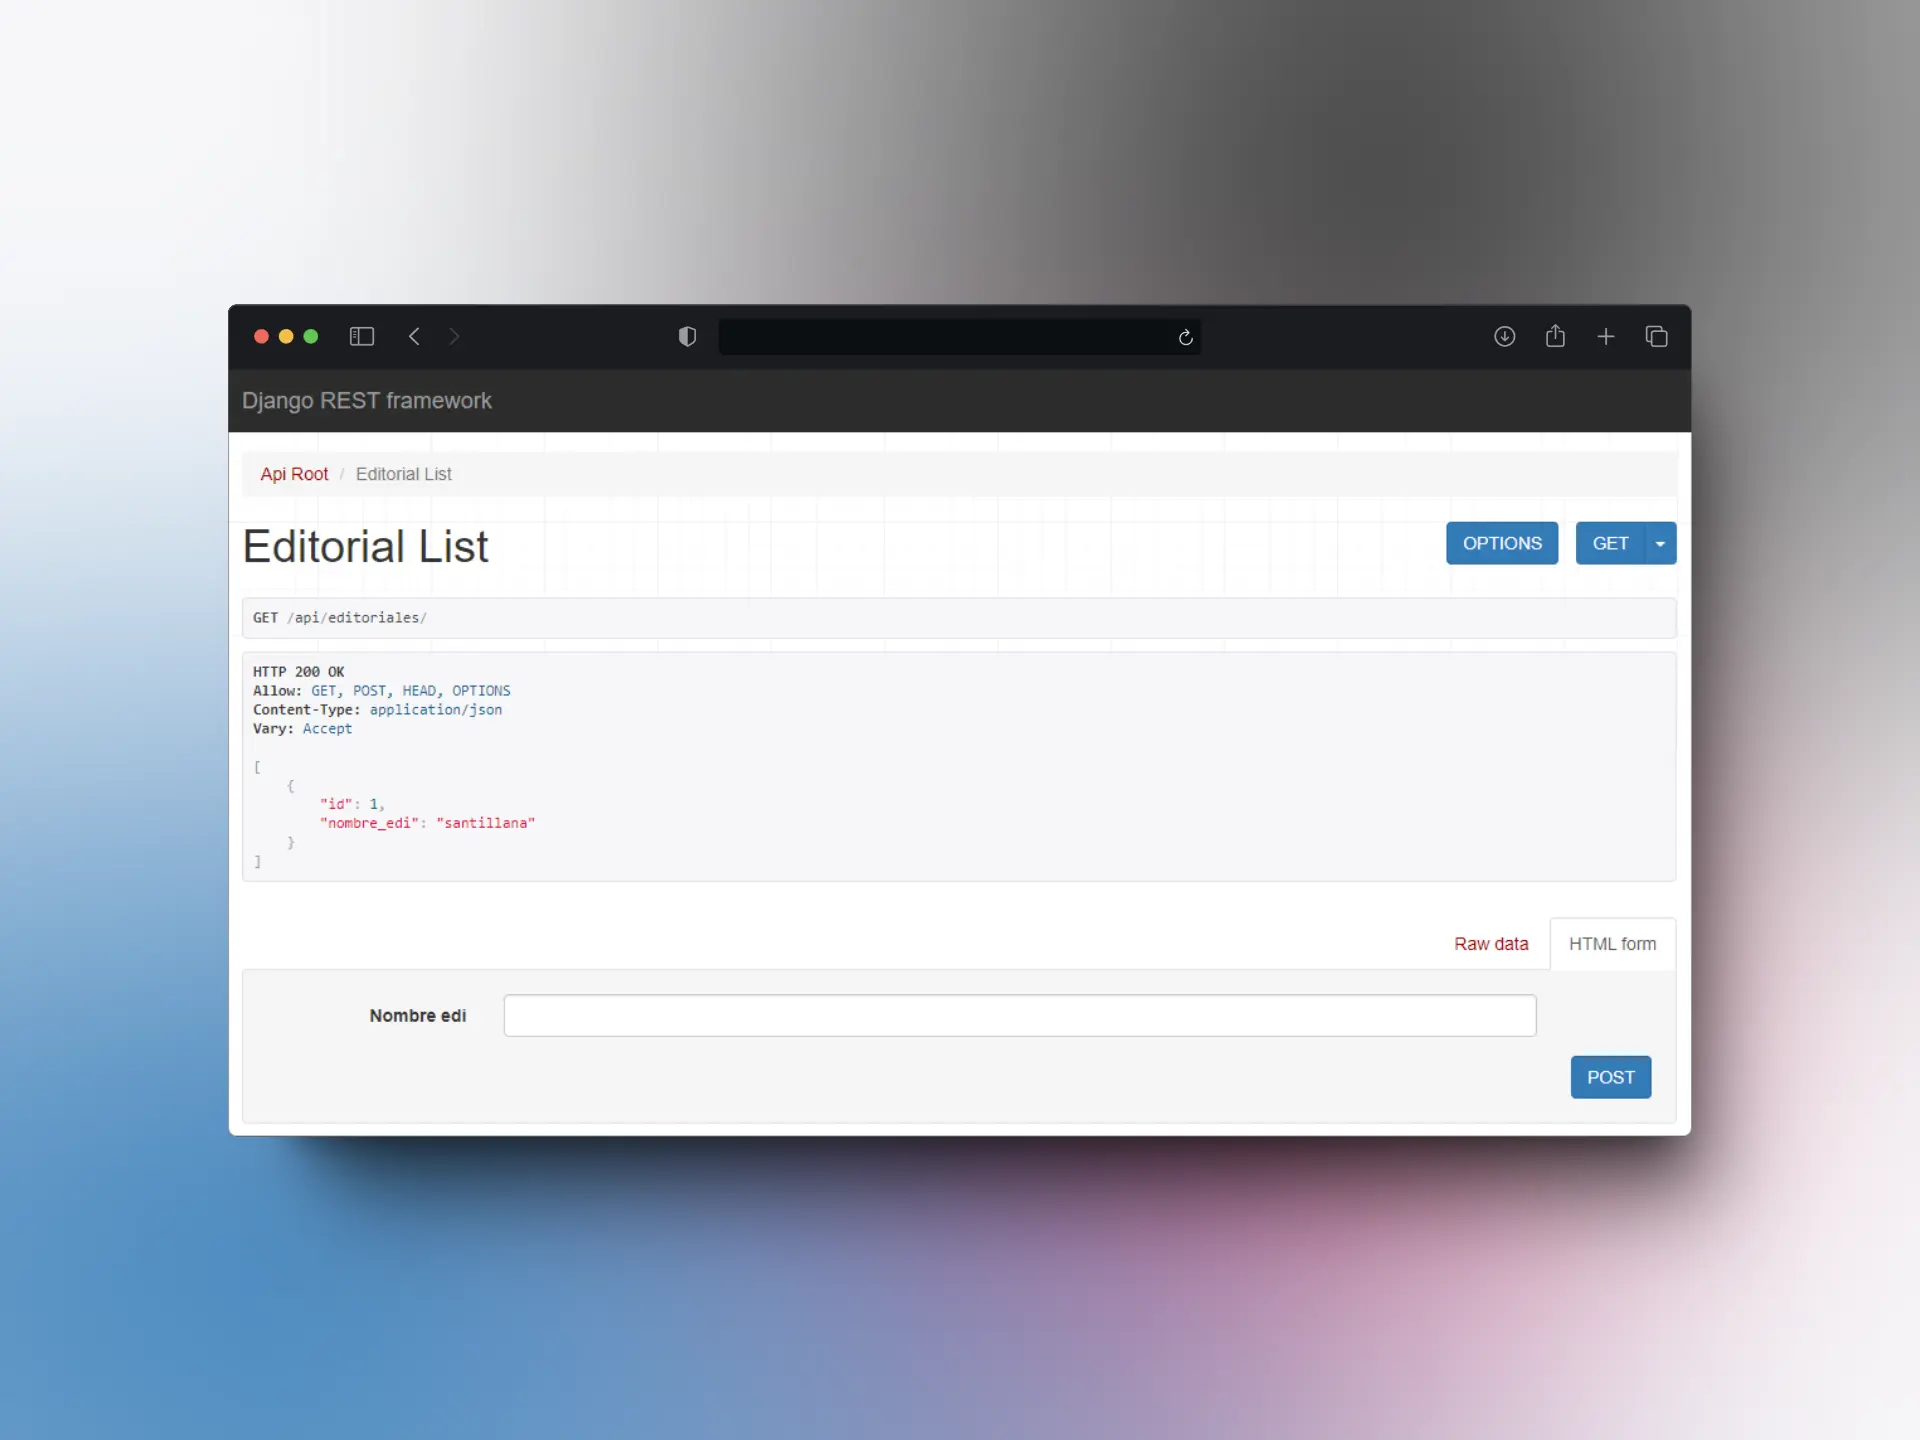 Django REST framework
Api Root / Editorial List
Editorial List
OPTIONS
GET
GET /api/editoriales/
HTTP 200 OK
Allow: GET, POST, HEAD, OPTIONS
Content-Type: application/json
Vary: Accept
[
    {
        "id": 1,
        "nombre_edi": "santillana"
    }
]
Raw data
HTML form
Nombre edi
POST